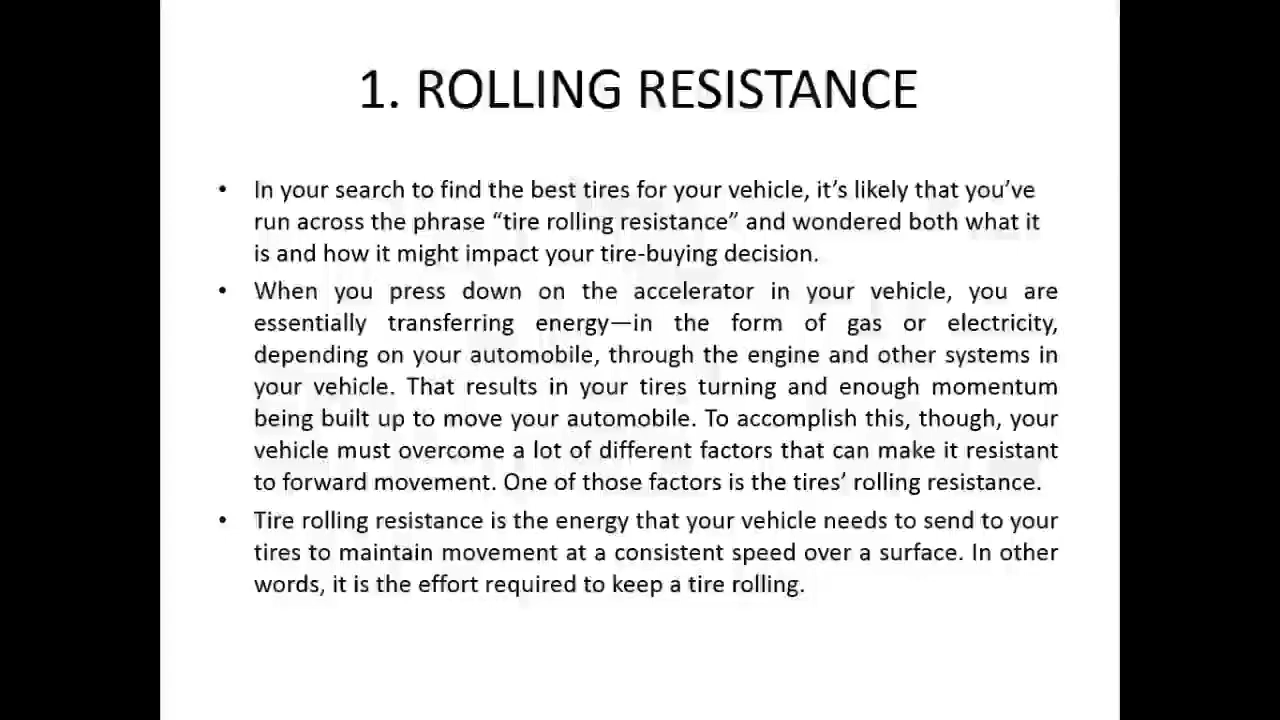 1. ROLLING RESISTANCE
• In your search to find the best tires for your vehicle, it’s likely that you’ve
run across the phrase “tire rolling resistance” and wondered both what it
is and how it might impact your tire-buying decision.
• When you press down on the accelerator in your vehicle, you are
essentially transferring energy—in the form of gas or electricity,
depending on your automobile, through the engine and other systems in
your vehicle. That results in your tires turning and enough momentum
being built up to move your automobile. To accomplish this, though, your
vehicle must overcome a lot of different factors that can make it resistant
to forward movement. One of those factors is the tires’ rolling resistance.
• Tire rolling resistance is the energy that your vehicle needs to send to your
tires to maintain movement at a consistent speed over a surface. In other
words, it is the effort required to keep a tire rolling.